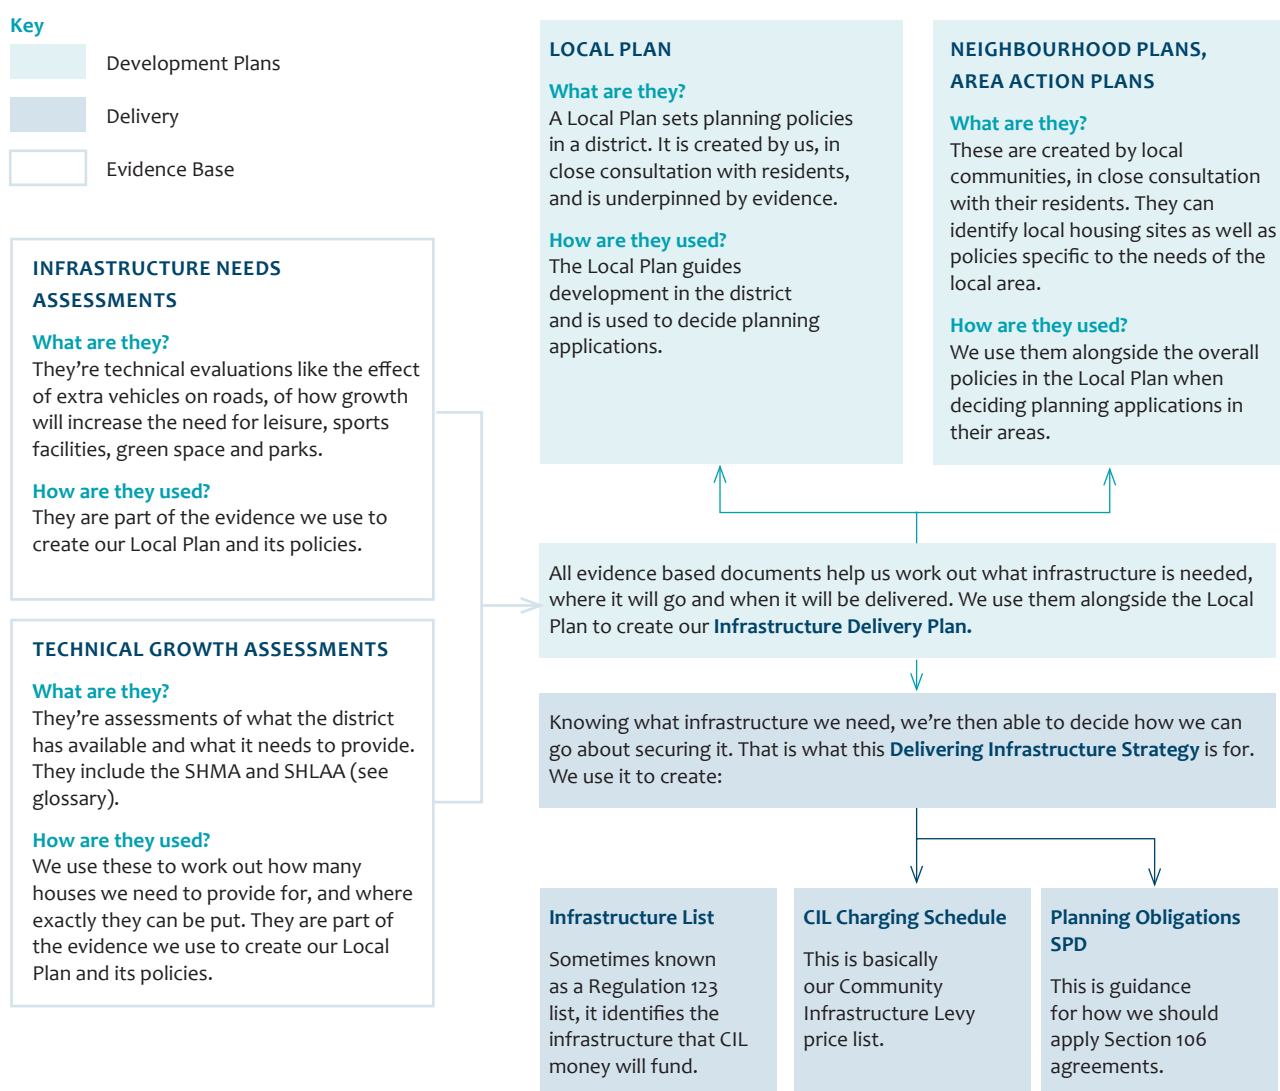 Key
Development Plans
Delivery
Evidence Base
INFRASTRUCTURE NEEDS
ASSESSMENTS
What are they?
They’re technical evaluations like the effect
of extra vehicles on roads, of how growth
will increase the need for leisure, sports
facilities, green space and parks.
How are they used?
They are part of the evidence we use to
create our Local Plan and its policies.
TECHNICAL GROWTH ASSESSMENTS
What are they?
They’re assessments of what the district
has available and what it needs to provide.
They include the SHMA and SHLAA (see
glossary).
How are they used?
We use these to work out how many
houses we need to provide for, and where
exactly they can be put. They are part of
the evidence we use to create our Local
Plan and its policies.
LOCAL PLAN
What are they?
A Local Plan sets planning policies
in a district. It is created by us, in
close consultation with residents,
and is underpinned by evidence.
How are they used?
The Local Plan guides
development in the district
and is used to decide planning
applications.
NEIGHBOURHOOD PLANS,
AREA ACTION PLANS
What are they?
These are created by local
communities, in close consultation
with their residents. They can
identify local housing sites as well as
policies specific to the needs of the
local area.
How are they used?
We use them alongside the overall
policies in the Local Plan when
deciding planning applications in
their areas.
All evidence based documents help us work out what infrastructure is needed,
where it will go and when it will be delivered. We use them alongside the Local
Plan to create our Infrastructure Delivery Plan.
Knowing what infrastructure we need, we’re then able to decide how we can
go about securing it. That is what this Delivering Infrastructure Strategy is for.
We use it to create:
Infrastructure List
Sometimes known
as a Regulation 123
list, it identifies the
infrastructure that CIL
money will fund.
CIL Charging Schedule
This is basically
our Community
Infrastructure Levy
price list.
Planning Obligations
SPD
This is guidance
for how we should
apply Section 106
agreements.